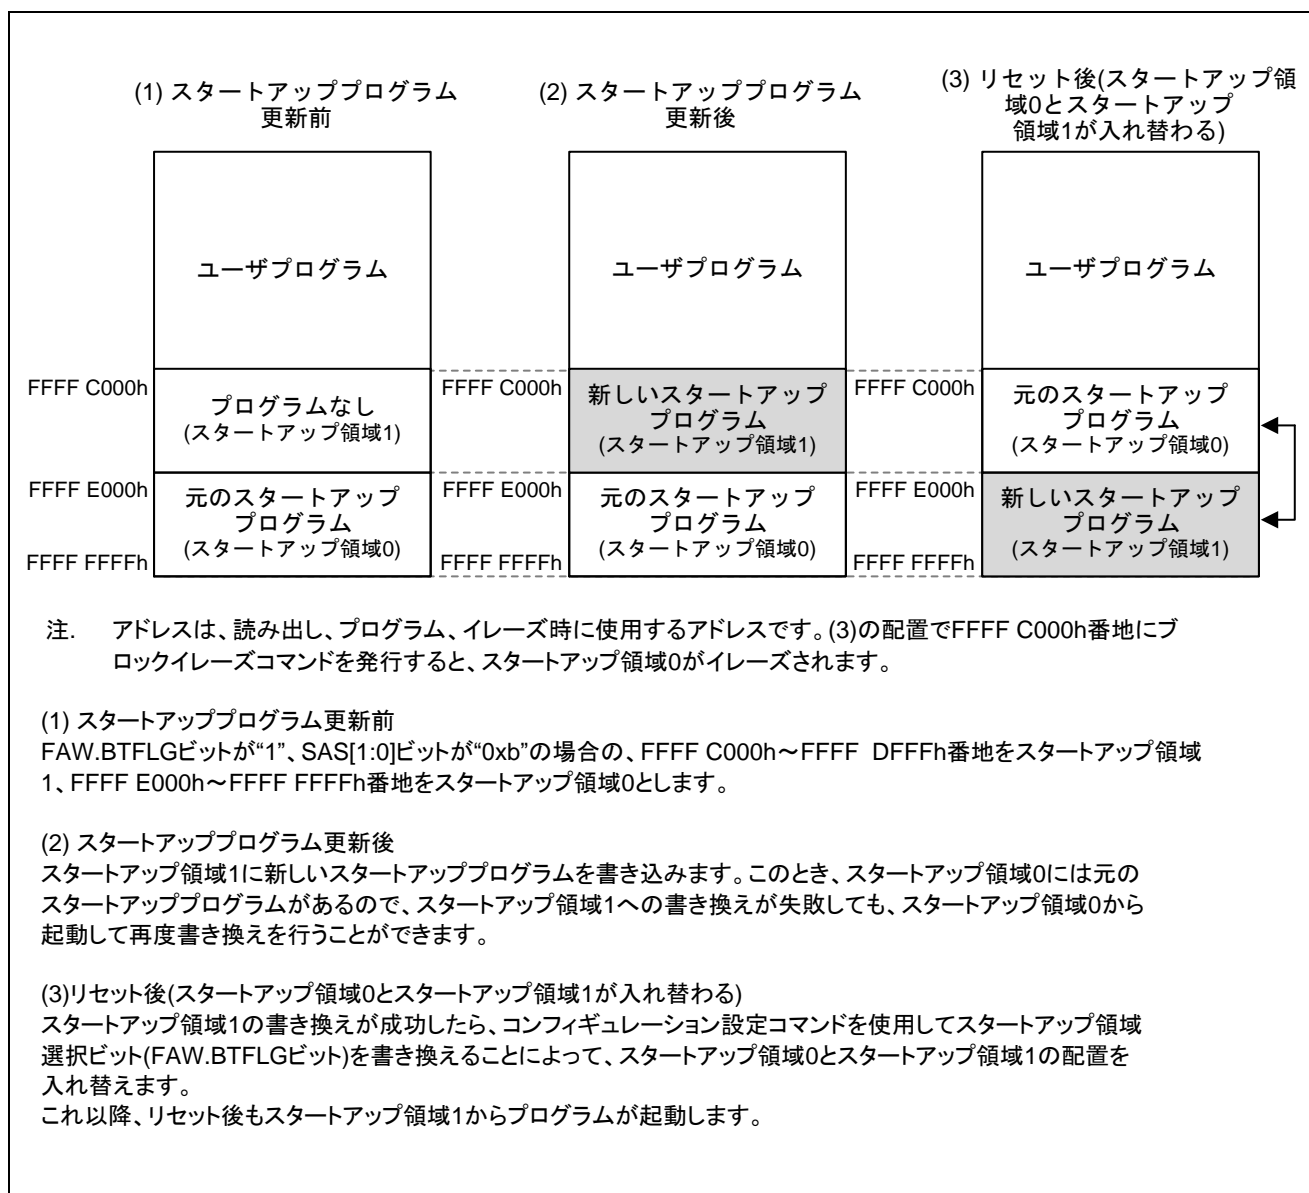 (1) スタートアッププログラム
更新前
(2) スタートアッププログラム
更新後
(3) リセット後(スタートアップ領
域0とスタートアップ
領域1が入れ替わる)
ユーザプログラム
ユーザプログラム
ユーザプログラム
FFFF C000h
プログラムなし
(スタートアップ領域1)
FFFF C000h
新しいスタートアップ
プログラム
(スタートアップ領域1)
FFFF C000h
元のスタートアップ
プログラム
(スタートアップ領域0)
FFFF E000h
元のスタートアップ
プログラム
(スタートアップ領域0)
FFFF E000h
元のスタートアップ
プログラム
(スタートアップ領域0)
FFFF E000h
新しいスタートアップ
プログラム
(スタートアップ領域1)
FFFF FFFFh
FFFF FFFFh
FFFF FFFFh
注. アドレスは、読み出し、プログラム、イレーズ時に使用するアドレスです。(3)の配置でFFFF C000h番地にブ
ロックイレーズコマンドを発行すると、スタートアップ領域0がイレーズされます。
(1) スタートアッププログラム更新前
FAW.BTFLGビットが“1”、SAS[1:0]ビットが“0xb”の場合の、FFFF C000h～FFFF DFFFh番地をスタートアップ領域
1、FFFF E000h～FFFF FFFFh番地をスタートアップ領域0とします。
(2) スタートアッププログラム更新後
スタートアップ領域1に新しいスタートアッププログラムを書き込みます。このとき、スタートアップ領域0には元の
スタートアッププログラムがあるので、スタートアップ領域1への書き換えが失敗しても、スタートアップ領域0から
起動して再度書き換えを行うことができます。
(3)リセット後(スタートアップ領域0とスタートアップ領域1が入れ替わる)
スタートアップ領域1の書き換えが成功したら、コンフィギュレーション設定コマンドを使用してスタートアップ領域
選択ビット(FAW.BTFLGビット)を書き換えることによって、スタートアップ領域0とスタートアップ領域1の配置を
入れ替えます。
これ以降、リセット後もスタートアップ領域1からプログラムが起動します。